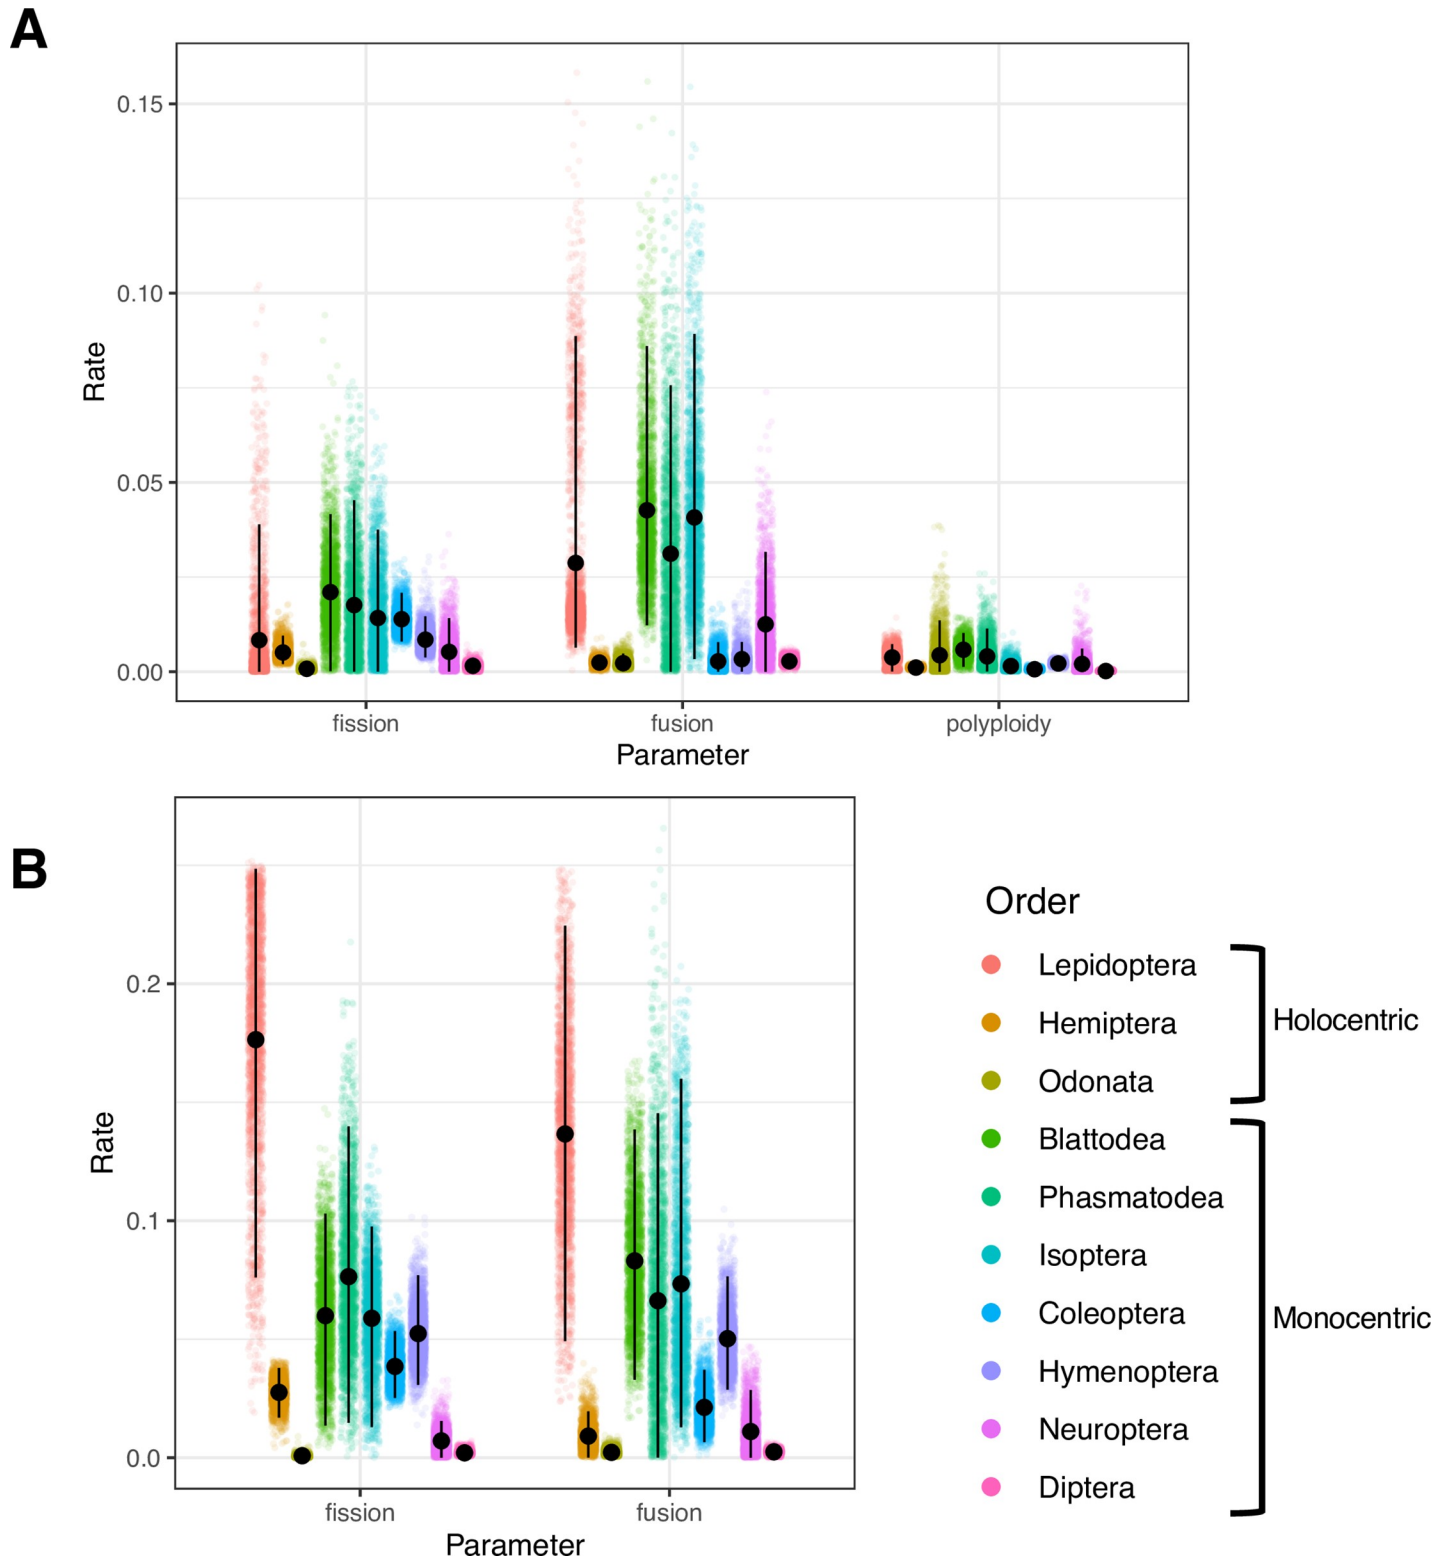 A
0.15
0.10
0.05
0.00
Rate
fission fusion polyploidy
Parameter
B
0.2
0.1
0.0
Rate
fission fusion
Parameter
Order
Lepidoptera
Hemiptera
Odonata
Holocentric
Blattodea
Phasmatodea
Isoptera
Coleoptera
Hymenoptera
Neuroptera
Diptera
Monocentric